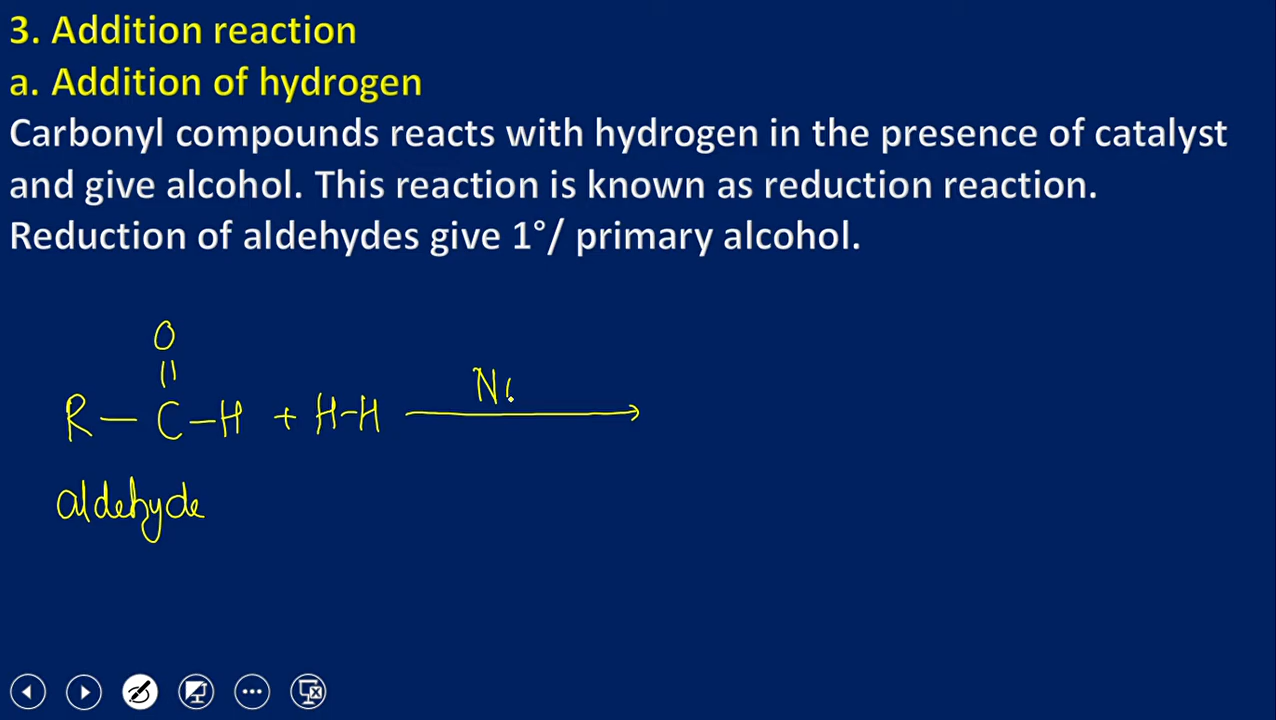 3. Addition reaction
a. Addition of hydrogen
Carbonyl compounds reacts with hydrogen in the presence of catalyst
and give alcohol. This reaction is known as reduction reaction.
Reduction of aldehydes give 1°/ primary alcohol.
O
||
Ni
R — C – H + H–H →
aldehyde